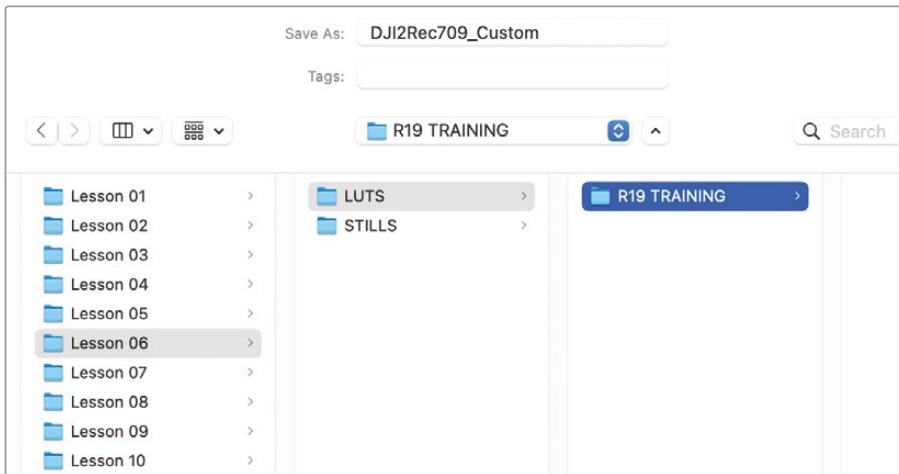 Save As: DJI2Rec709_Custom
Tags:
R19 TRAINING
Search
Lesson 01
Lesson 02
Lesson 03
Lesson 04
Lesson 05
Lesson 06
Lesson 07
Lesson 08
Lesson 09
Lesson 10
LUTS
STILLS
R19 TRAINING